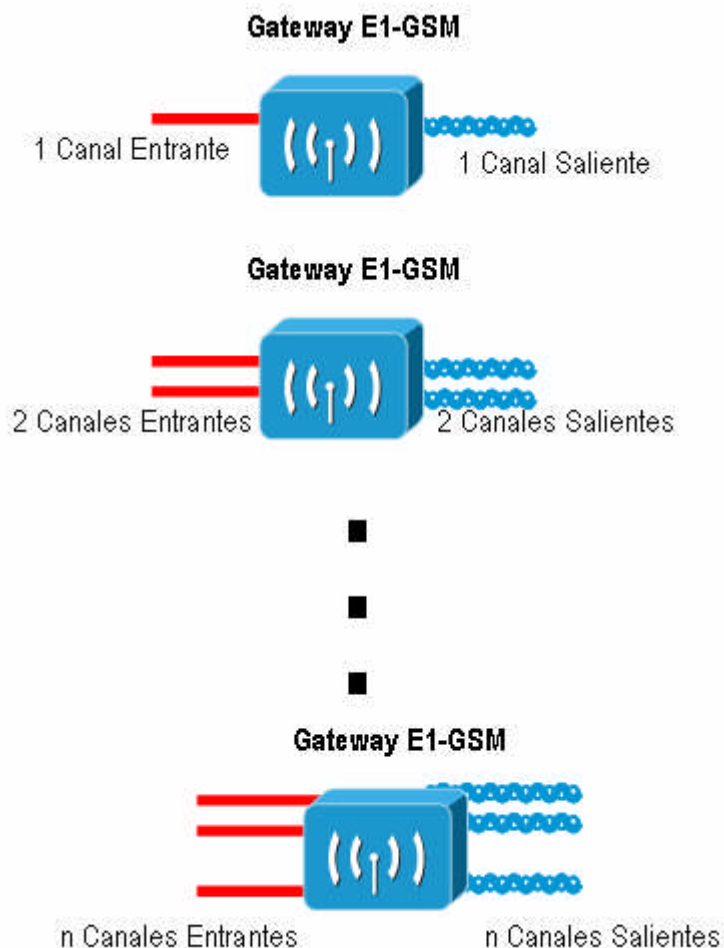 Gateway E1-GSM
1 Canal Entrante
1 Canal Saliente
Gateway E1-GSM
2 Canales Entrantes
2 Canales Salientes
Gateway E1-GSM
n Canales Entrantes
n Canales Salientes